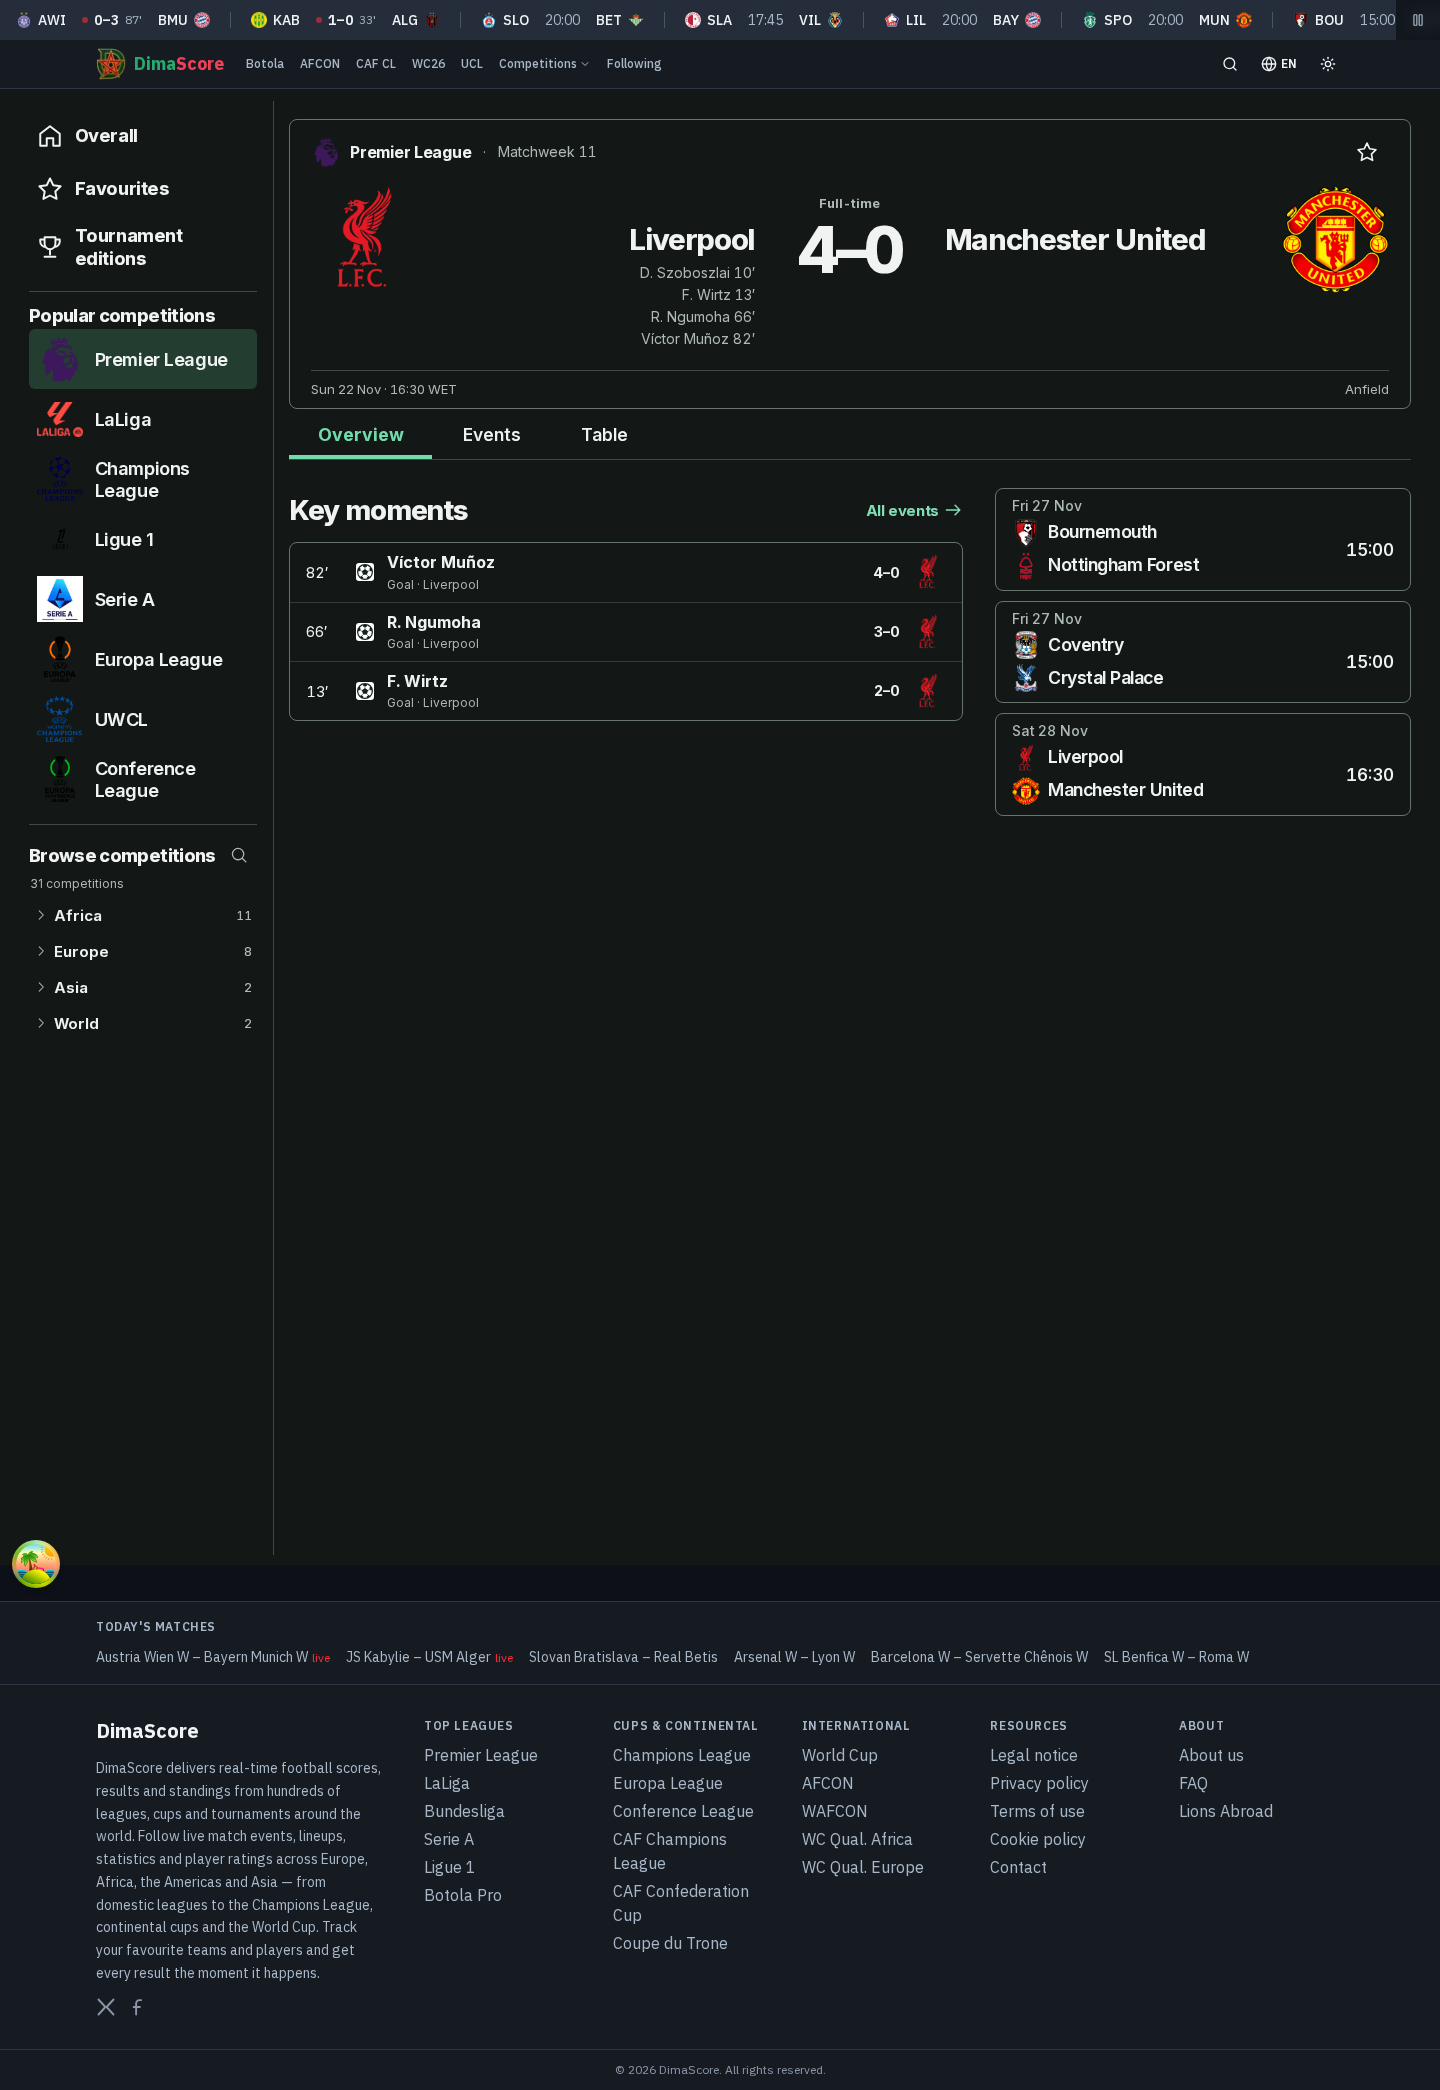 AWI 0–3 87' BMU
KAB 1–0 33' ALG
SLO 20:00 BET
SLA 17:45 VIL
LIL 20:00 BAY
SPO 20:00 MUN
BOU 15:00
DimaScore
Botola AFCON CAF CL WC26 UCL Competitions Following
EN
Overall
Favourites
Tournament
editions
Popular competitions
Premier League
LaLiga
Champions
League
Ligue 1
Serie A
Europa League
UWCL
Conference
League
Browse competitions
31 competitions
Africa 11
Europe 8
Asia 2
World 2
Premier League · Matchweek 11
Full-time
Liverpool 4–0 Manchester United
D. Szoboszlai 10′
F. Wirtz 13′
R. Ngumoha 66′
Víctor Muñoz 82′
L.F.C.
MANCHESTER
UNITED
Sun 22 Nov · 16:30 WET
Anfield
Overview Events Table
Key moments
All events
82′ Víctor Muñoz 4–0
Goal · Liverpool
66′ R. Ngumoha 3–0
Goal · Liverpool
13′ F. Wirtz 2–0
Goal · Liverpool
Fri 27 Nov
Bournemouth
Nottingham Forest
15:00
Fri 27 Nov
Coventry
Crystal Palace
15:00
Sat 28 Nov
Liverpool
Manchester United
16:30
TODAY'S MATCHES
Austria Wien W – Bayern Munich W live JS Kabylie – USM Alger live Slovan Bratislava – Real Betis Arsenal W – Lyon W Barcelona W – Servette Chênois W SL Benfica W – Roma W
DimaScore
DimaScore delivers real-time football scores,
results and standings from hundreds of
leagues, cups and tournaments around the
world. Follow live match events, lineups,
statistics and player ratings across Europe,
Africa, the Americas and Asia — from
domestic leagues to the Champions League,
continental cups and the World Cup. Track
your favourite teams and players and get
every result the moment it happens.
TOP LEAGUES
Premier League
LaLiga
Bundesliga
Serie A
Ligue 1
Botola Pro
CUPS & CONTINENTAL
Champions League
Europa League
Conference League
CAF Champions
League
CAF Confederation
Cup
Coupe du Trone
INTERNATIONAL
World Cup
AFCON
WAFCON
WC Qual. Africa
WC Qual. Europe
RESOURCES
Legal notice
Privacy policy
Terms of use
Cookie policy
Contact
ABOUT
About us
FAQ
Lions Abroad
© 2026 DimaScore. All rights reserved.